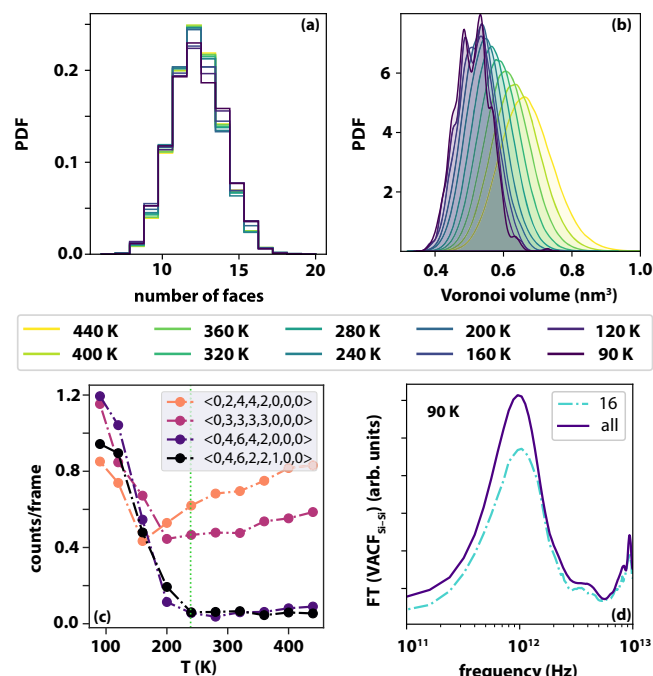 (a)
0.2
0.1
0.0
PDF
10 15 20
number of faces
(b)
6
4
2
PDF
0.4 0.6 0.8 1.0
Voronoi volume (nm³)
440 K 360 K 280 K 200 K 120 K
400 K 320 K 240 K 160 K 90 K
1.2
0.8
0.4
0.0
counts/frame
<0,2,4,4,2,0,0,0>
<0,3,3,3,3,0,0,0>
<0,4,6,4,2,0,0,0>
<0,4,6,2,2,1,0,0>
(c)
100 200 300 400
T (K)
90 K
16
all
FT (VACF Si–Si) (arb. units)
(d)
10¹¹ 10¹² 10¹³
frequency (Hz)